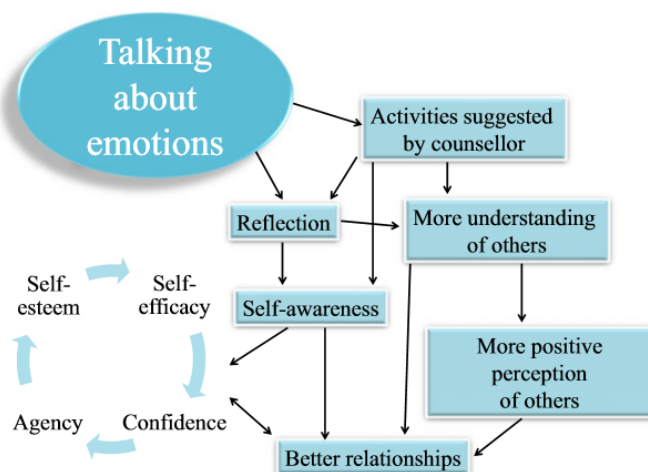 Talking
about
emotions
Activities suggested
by counsellor
Reflection
More understanding
of others
Self-
esteem
Self-
efficacy
Self-awareness
More positive
perception
of others
Agency
Confidence
Better relationships